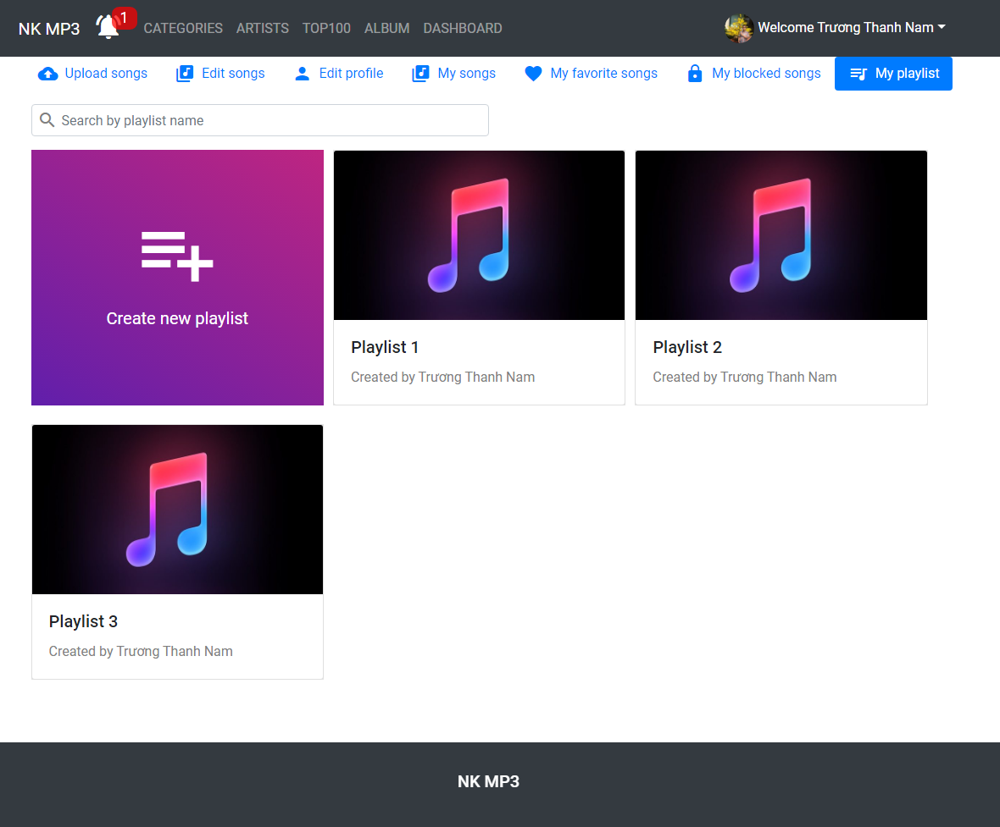 NK MP3 1 CATEGORIES ARTISTS TOP100 ALBUM DASHBOARD Welcome Trương Thanh Nam
Upload songs Edit songs Edit profile My songs My favorite songs My blocked songs My playlist
Search by playlist name
Create new playlist
Playlist 1
Created by Trương Thanh Nam
Playlist 2
Created by Trương Thanh Nam
Playlist 3
Created by Trương Thanh Nam
NK MP3